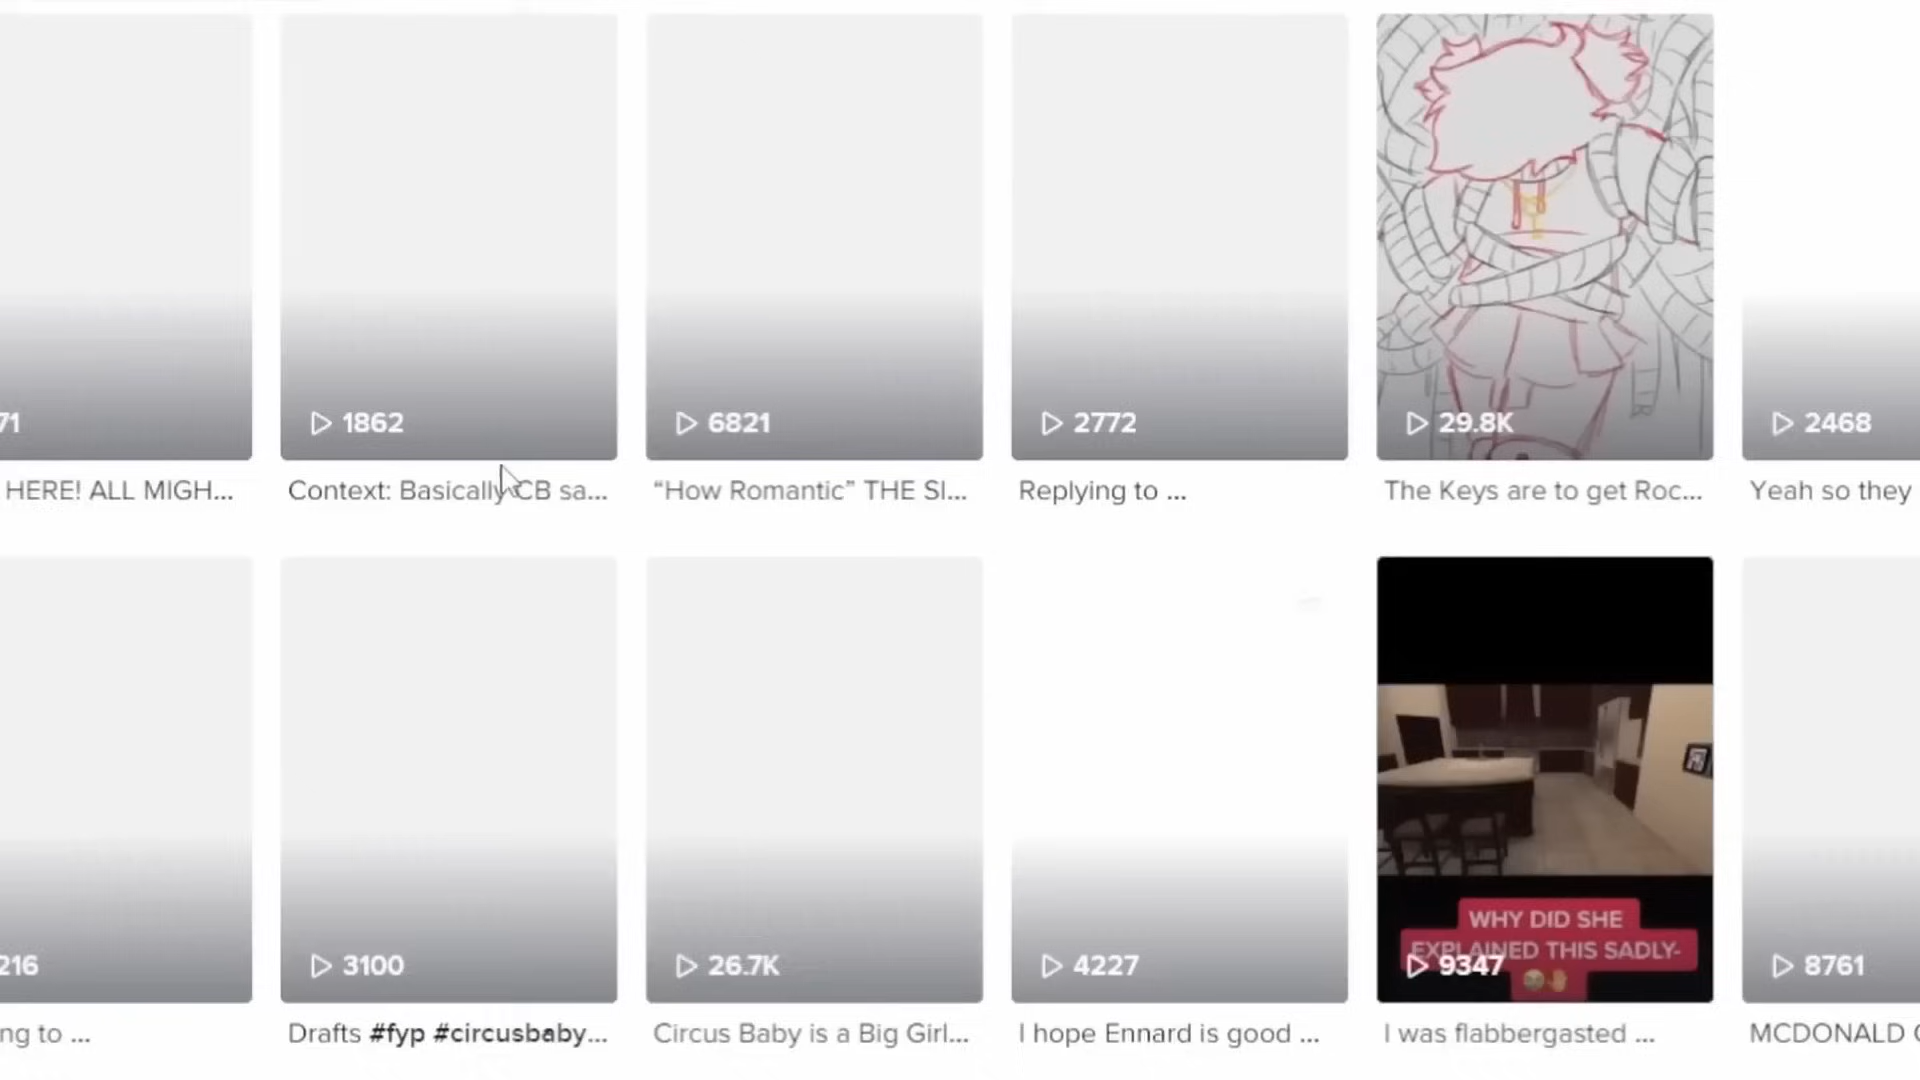 71
1862
6821
2772
29.8K
2468
HERE! ALL MIGH...
Context: Basically CB sa...
“How Romantic” THE SI...
Replying to ...
The Keys are to get Roc...
Yeah so they
WHY DID SHE
EXPLAINED THIS SADLY-
😭🤚
216
3100
26.7K
4227
9347
8761
ng to ...
Drafts #fyp #circusbaby...
Circus Baby is a Big Girl...
I hope Ennard is good ...
I was flabbergasted ...
MCDONALD